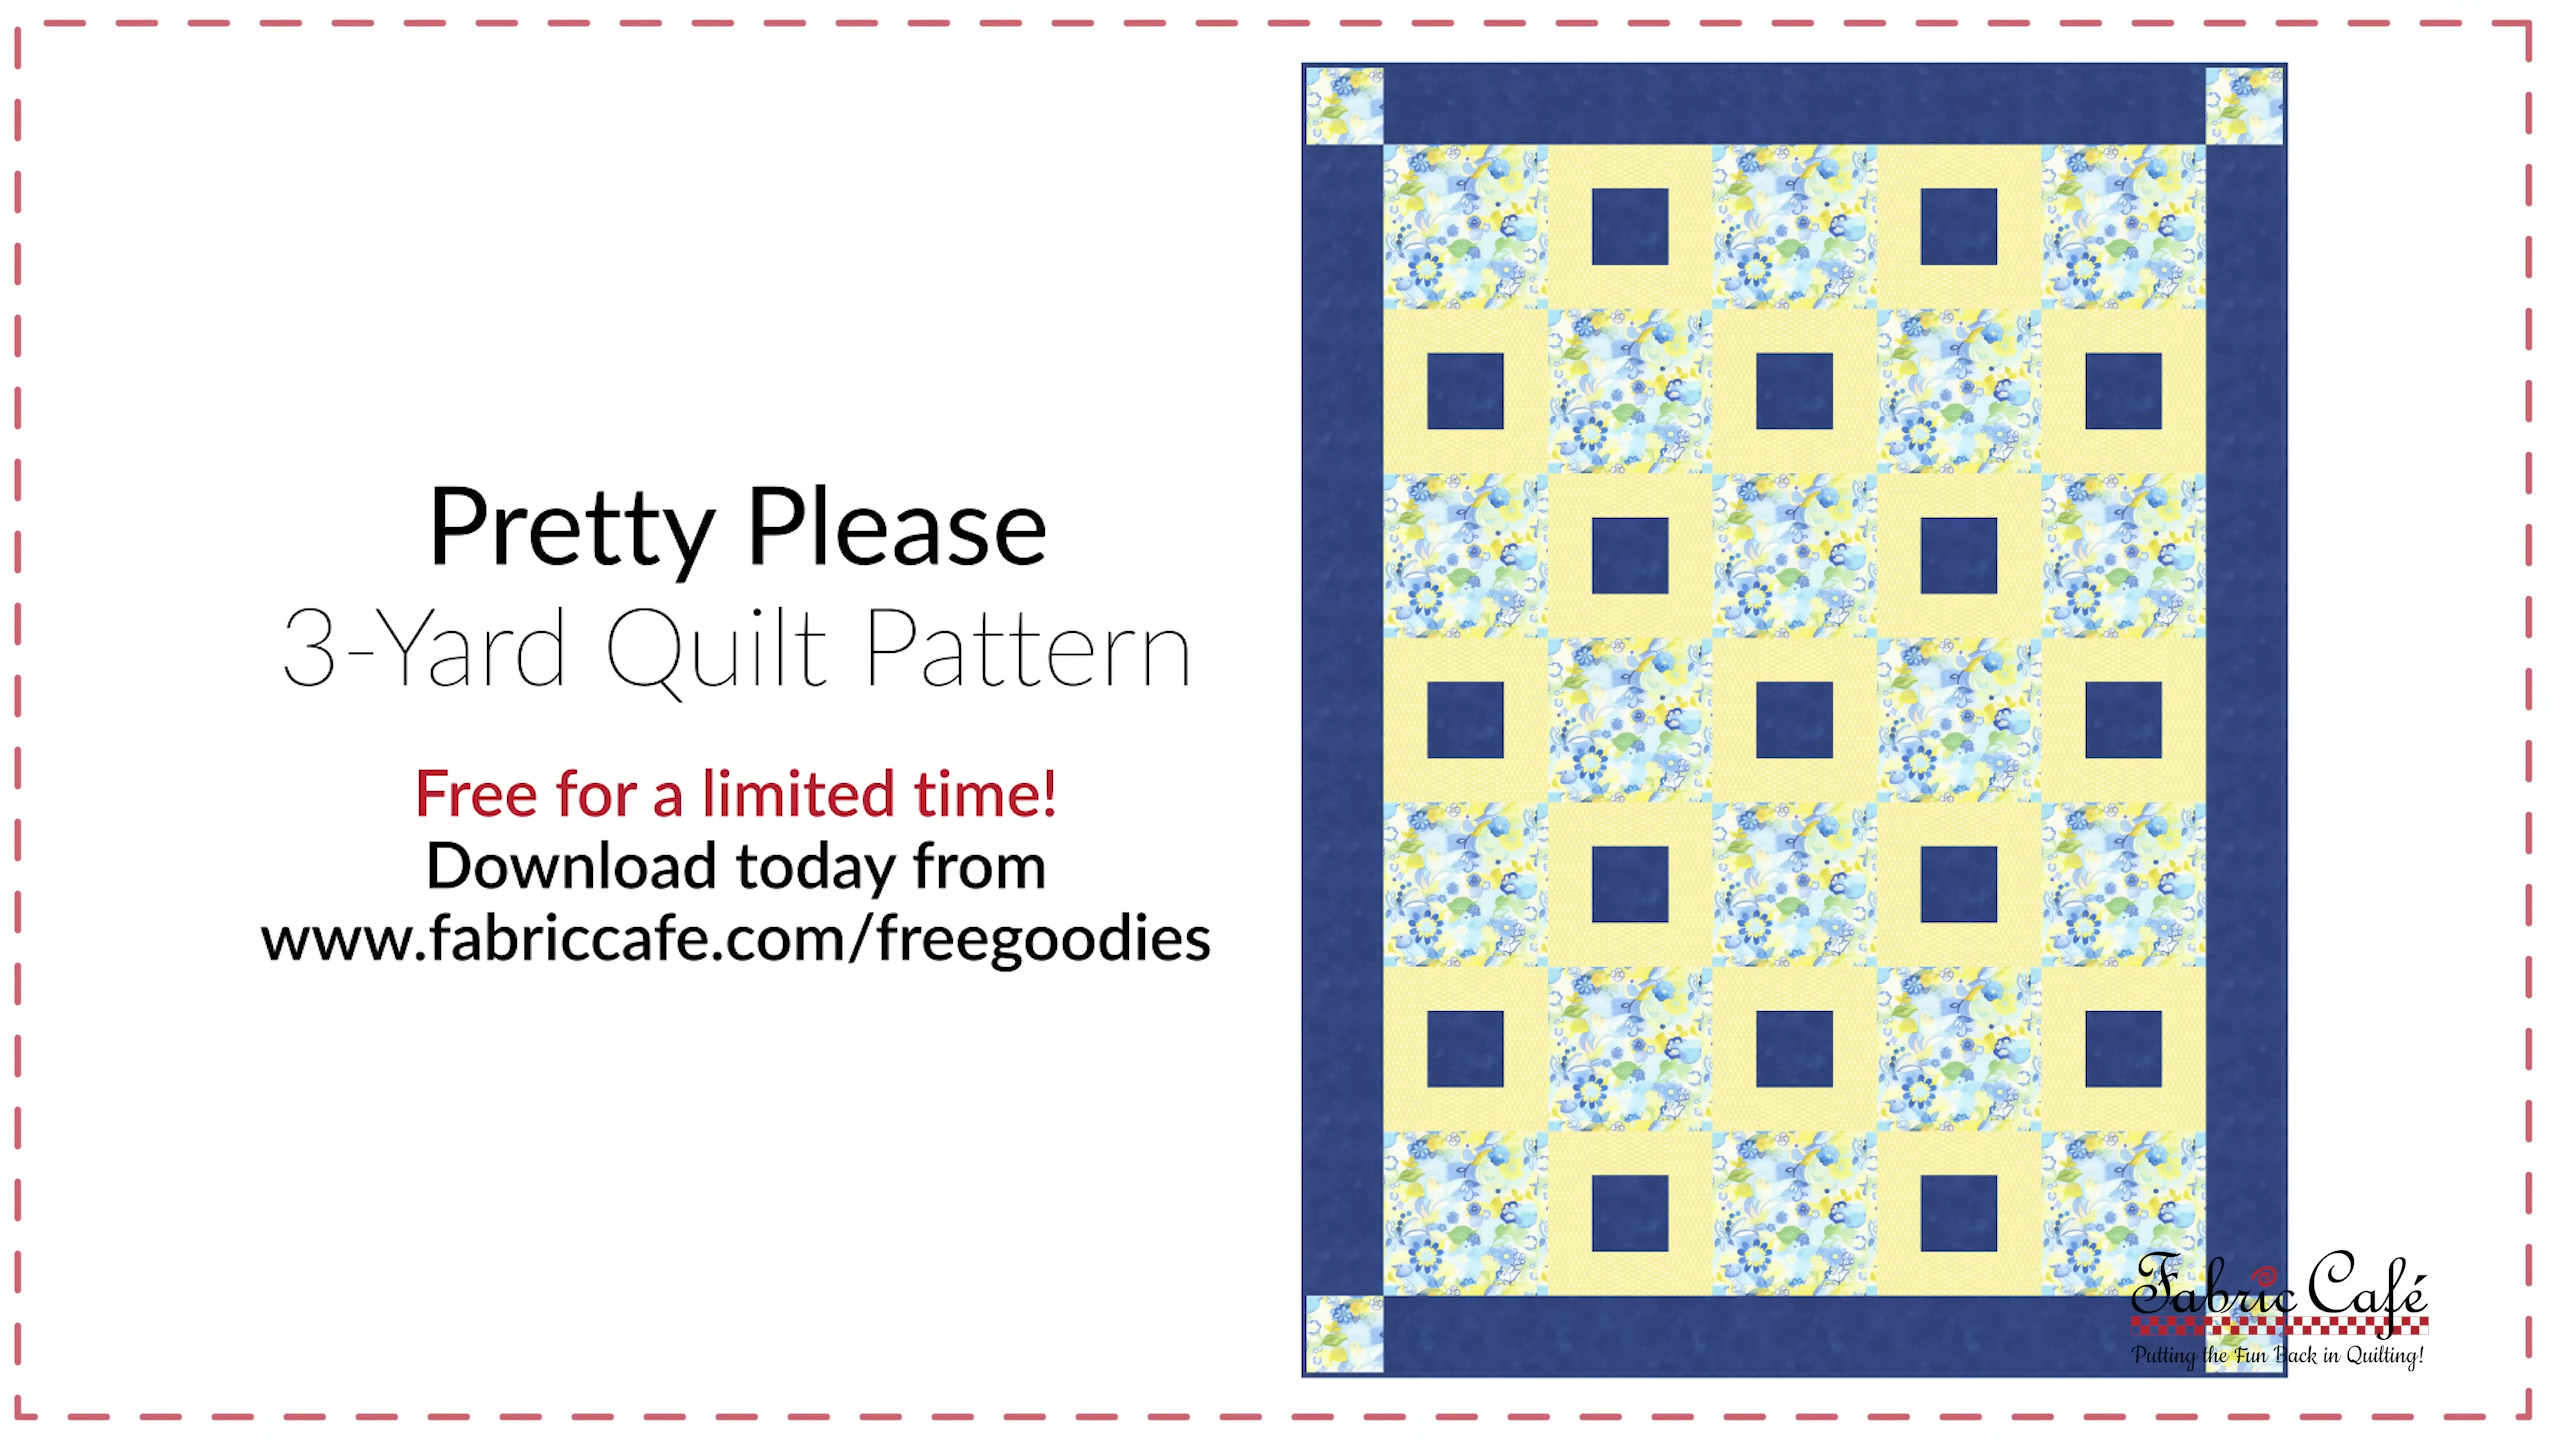 Pretty Please
3-Yard Quilt Pattern
Free for a limited time!
Download today from
www.fabriccafe.com/freegoodies
Fabric Café
Putting the Fun Back in Quilting!